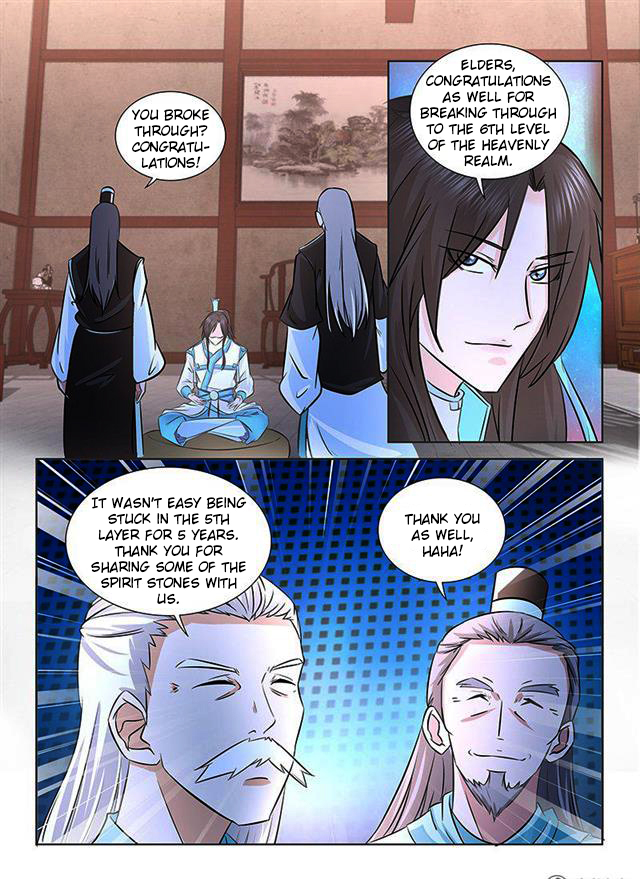 YOU BROKE
THROUGH?
CONGRATU-
LATIONS!
ELDERS,
CONGRATULATIONS
AS WELL FOR
BREAKING THROUGH
TO THE 6TH LEVEL
OF THE HEAVENLY
REALM.
IT WASN'T EASY BEING
STUCK IN THE 5TH
LAYER FOR 5 YEARS.
THANK YOU FOR
SHARING SOME OF THE
SPIRIT STONES WITH
US.
THANK YOU
AS WELL,
HAHA!